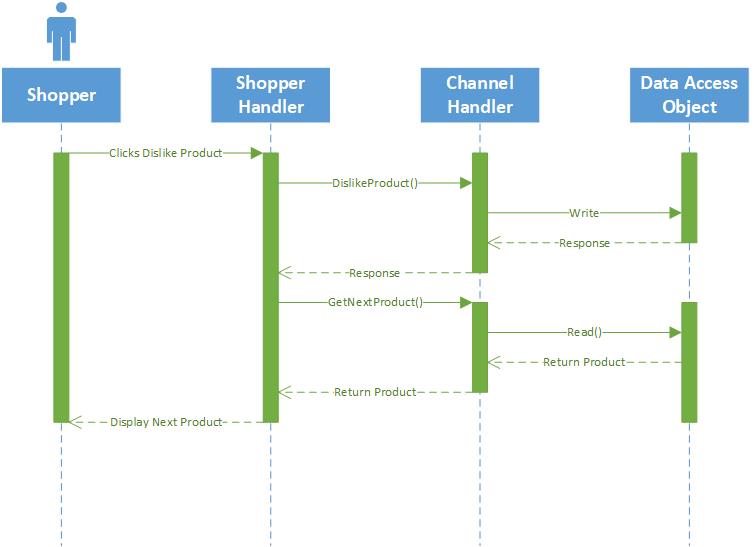 Shopper
Shopper
Handler
Channel
Handler
Data Access
Object
Clicks Dislike Product
DislikeProduct()
Write
Response
Response
GetNextProduct()
Read()
Return Product
Return Product
Display Next Product